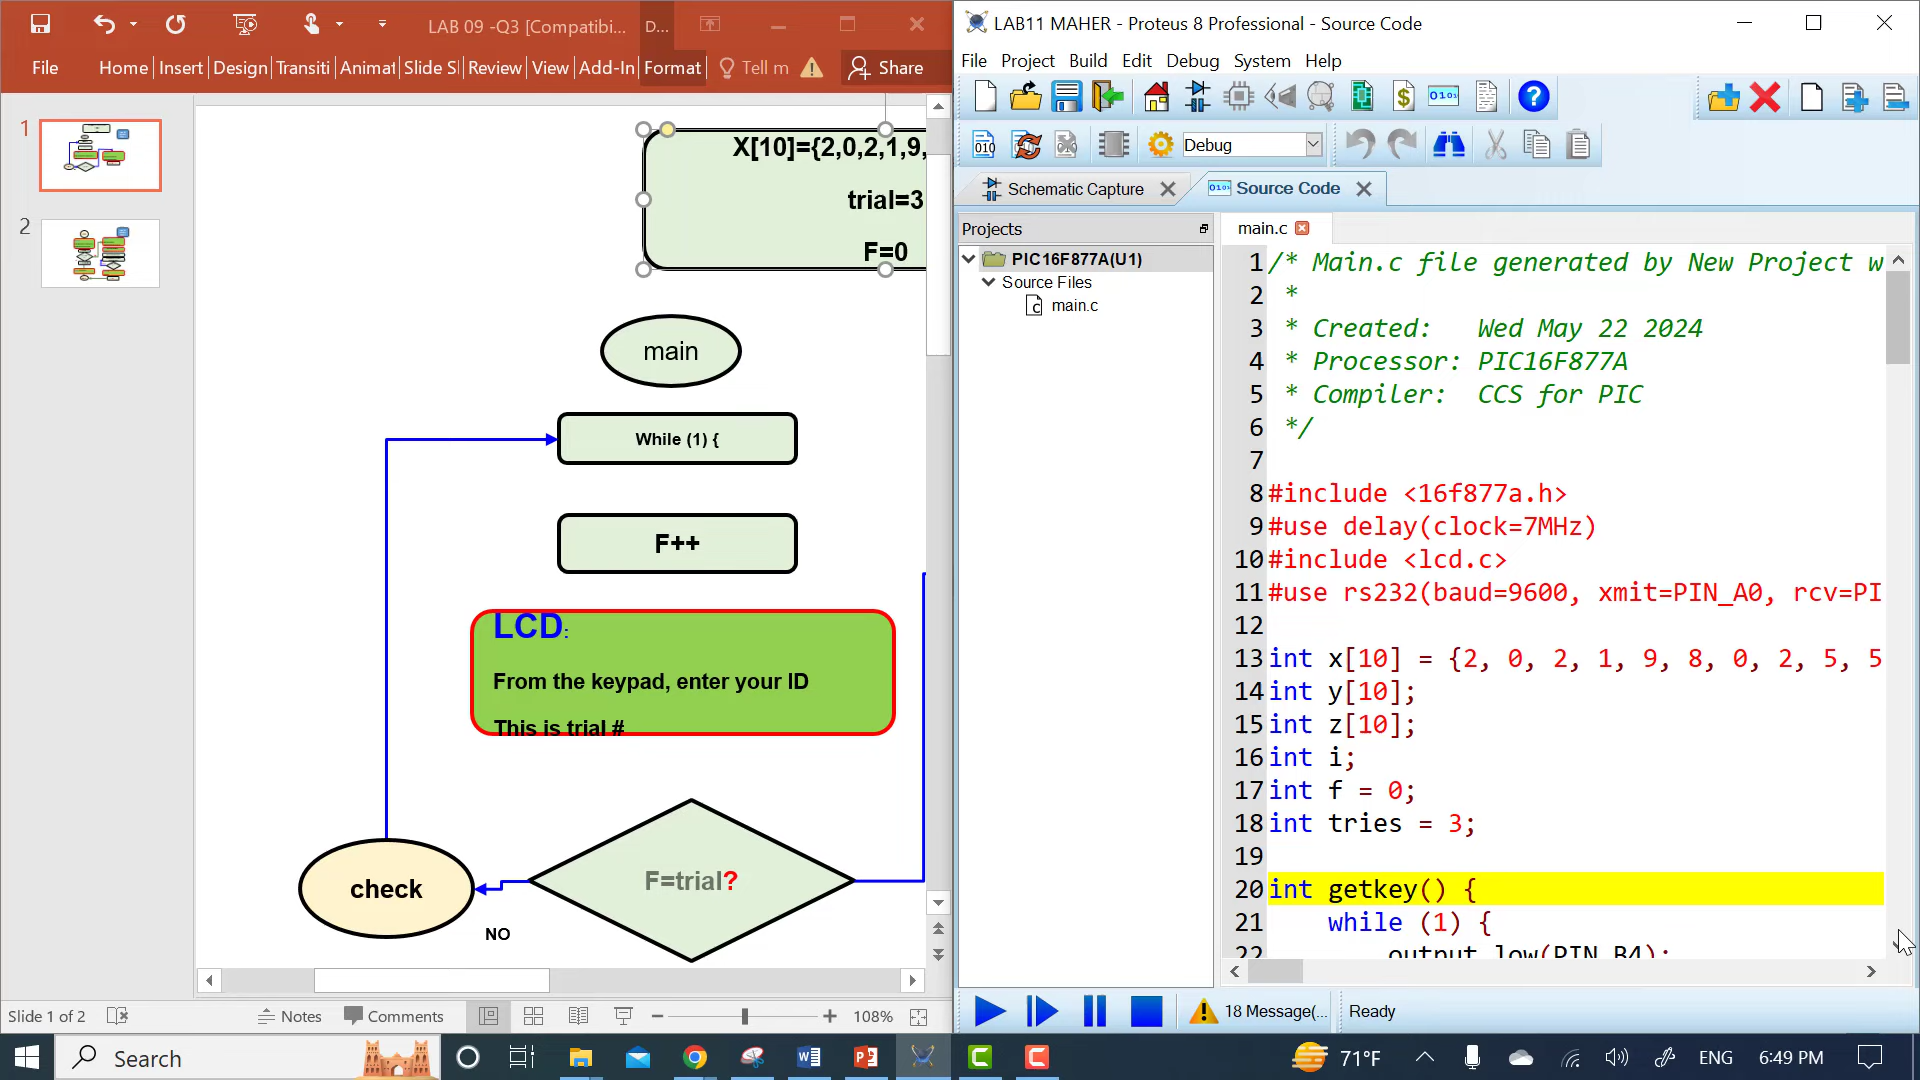 LAB 09 -Q3 [Compatibi...
D...
File
Home
Insert
Design
Transiti
Animat
Slide S
Review
View
Add-In
Format
Tell m
Share
1
2
X[10]={2,0,2,1,9,
trial=3
F=0
main
While (1) {
F++
LCD:
From the keypad, enter your ID
This is trial #
F=trial?
check
NO
Slide 1 of 2
Notes
Comments
108%
LAB11 MAHER - Proteus 8 Professional - Source Code
File Project Build Edit Debug System Help
Debug
Schematic Capture
Source Code
Projects
PIC16F877A(U1)
Source Files
main.c
main.c
1 /* Main.c file generated by New Project w
2 *
3 * Created: Wed May 22 2024
4 * Processor: PIC16F877A
5 * Compiler: CCS for PIC
6 */
7
8 #include <16f877a.h>
9 #use delay(clock=7MHz)
10 #include <lcd.c>
11 #use rs232(baud=9600, xmit=PIN_A0, rcv=PI
12
13 int x[10] = {2, 0, 2, 1, 9, 8, 0, 2, 5, 5
14 int y[10];
15 int z[10];
16 int i;
17 int f = 0;
18 int tries = 3;
19
20 int getkey() {
21 while (1) {
22 output_low(PIN_B4);
18 Message(...
Ready
Search
71°F
ENG
6:49 PM